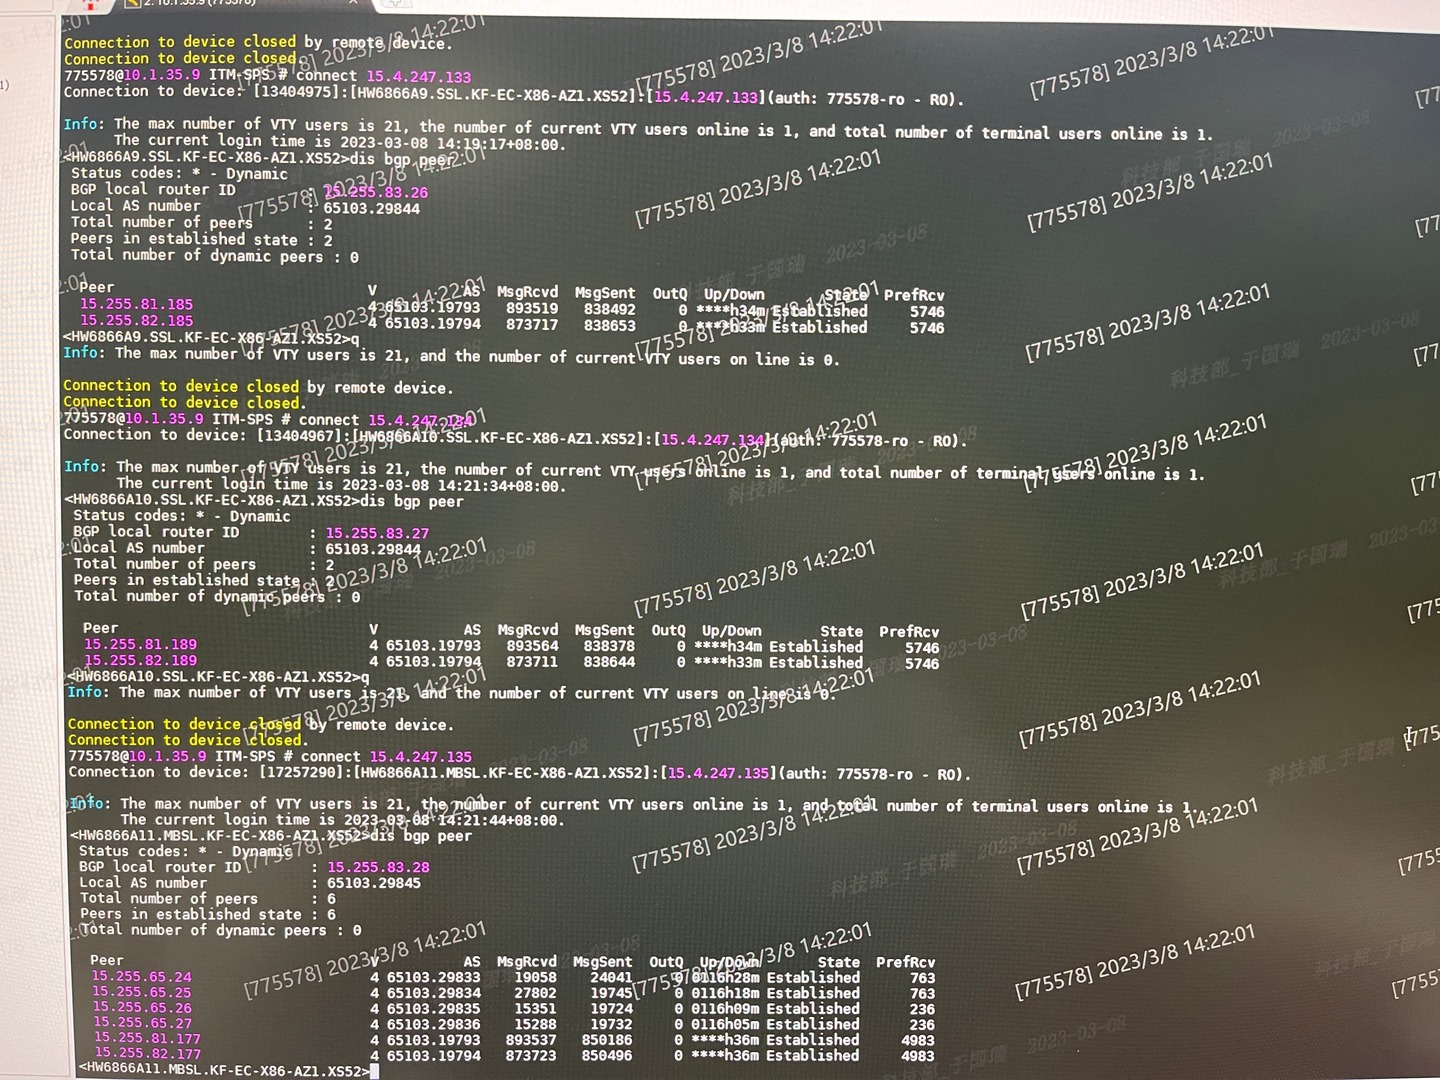 2. 10.1.35.9 (775578)
Connection to device closed by remote device.
Connection to device closed.
775578@10.1.35.9 ITM-SPS # connect 15.4.247.133
Connection to device: [13404975]:[HW6866A9.SSL.KF-EC-X86-AZ1.XS52]:[15.4.247.133](auth: 775578-ro - RO).
Info: The max number of VTY users is 21, the number of current VTY users online is 1, and total number of terminal users online is 1.
The current login time is 2023-03-08 14:19:17+08:00.
<HW6866A9.SSL.KF-EC-X86-AZ1.XS52>dis bgp peer
Status codes: * - Dynamic
BGP local router ID : 15.255.83.26
Local AS number : 65103.29844
Total number of peers : 2
Peers in established state : 2
Total number of dynamic peers : 0
Peer V AS MsgRcvd MsgSent OutQ Up/Down State PrefRcv
15.255.81.185 4 65103.19793 893519 838492 0 ****h34m Established 5746
15.255.82.185 4 65103.19794 873717 838653 0 ****h33m Established 5746
<HW6866A9.SSL.KF-EC-X86-AZ1.XS52>q
Info: The max number of VTY users is 21, and the number of current VTY users on line is 0.
Connection to device closed by remote device.
Connection to device closed.
775578@10.1.35.9 ITM-SPS # connect 15.4.247.134
Connection to device: [13404967]:[HW6866A10.SSL.KF-EC-X86-AZ1.XS52]:[15.4.247.134](auth: 775578-ro - RO).
Info: The max number of VTY users is 21, the number of current VTY users online is 1, and total number of terminal users online is 1.
The current login time is 2023-03-08 14:21:34+08:00.
<HW6866A10.SSL.KF-EC-X86-AZ1.XS52>dis bgp peer
Status codes: * - Dynamic
BGP local router ID : 15.255.83.27
Local AS number : 65103.29844
Total number of peers : 2
Peers in established state : 2
Total number of dynamic peers : 0
Peer V AS MsgRcvd MsgSent OutQ Up/Down State PrefRcv
15.255.81.189 4 65103.19793 893564 838378 0 ****h34m Established 5746
15.255.82.189 4 65103.19794 873711 838644 0 ****h33m Established 5746
<HW6866A10.SSL.KF-EC-X86-AZ1.XS52>q
Info: The max number of VTY users is 21, and the number of current VTY users on line is 0.
Connection to device closed by remote device.
Connection to device closed.
775578@10.1.35.9 ITM-SPS # connect 15.4.247.135
Connection to device: [17257290]:[HW6866A11.MBSL.KF-EC-X86-AZ1.XS52]:[15.4.247.135](auth: 775578-ro - RO).
Info: The max number of VTY users is 21, the number of current VTY users online is 1, and total number of terminal users online is 1.
The current login time is 2023-03-08 14:21:44+08:00.
<HW6866A11.MBSL.KF-EC-X86-AZ1.XS52>dis bgp peer
Status codes: * - Dynamic
BGP local router ID : 15.255.83.28
Local AS number : 65103.29845
Total number of peers : 6
Peers in established state : 6
Total number of dynamic peers : 0
Peer V AS MsgRcvd MsgSent OutQ Up/Down State PrefRcv
15.255.65.24 4 65103.29833 19058 24041 0 0116h28m Established 763
15.255.65.25 4 65103.29834 27802 19745 0 0116h18m Established 763
15.255.65.26 4 65103.29835 15351 19724 0 0116h09m Established 236
15.255.65.27 4 65103.29836 15288 19732 0 0116h05m Established 236
15.255.81.177 4 65103.19793 893537 850186 0 ****h36m Established 4983
15.255.82.177 4 65103.19794 873723 850496 0 ****h36m Established 4983
<HW6866A11.MBSL.KF-EC-X86-AZ1.XS52>
[775578] 2023/3/8 14:22:01
科技部_于国瑞 2023-03-08